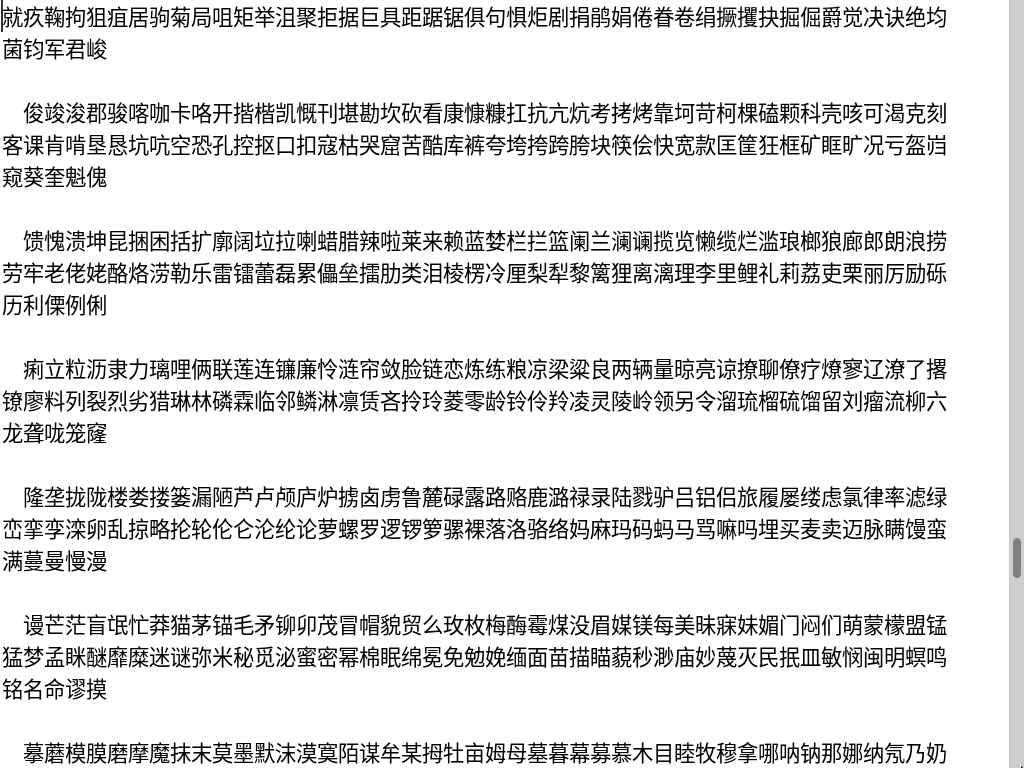 就疚鞠拘狙疽居驹菊局咀矩举沮聚拒据巨具距踞锯俱句惧炬剧捐鹃娟倦眷卷绢撅攫抉掘倔爵觉决诀绝均
菌钧军君峻
俊竣浚郡骏喀咖卡咯开揩楷凯慨刊堪勘坎砍看康慷糠扛抗亢炕考拷烤靠坷苛柯棵磕颗科壳咳可渴克刻
客课肯啃垦恳坑吭空恐孔控抠口扣寇枯哭窟苦酷库裤夸垮挎跨胯块筷侩快宽款匡筐狂框矿眶旷况亏盔岿
窥葵奎魁傀
馈愧溃坤昆捆困括扩廓阔垃拉喇蜡腊辣啦莱来赖蓝婪栏拦篮阑兰澜谰揽览懒缆烂滥琅榔狼廊郎朗浪捞
劳牢老佬姥酪烙涝勒乐雷镭蕾磊累儡垒擂肋类泪棱楞冷厘梨犁黎篱狸离漓理李里鲤礼莉荔吏栗丽厉励砾
历利傈例俐
痢立粒沥隶力璃哩俩联莲连镰廉怜涟帘敛脸链恋炼练粮凉梁粱良两辆量晾亮谅撩聊僚疗燎寥辽潦了撂
镣廖料列裂烈劣猎琳林磷霖临邻鳞淋凛赁吝拎玲菱零龄铃伶羚凌灵陵岭领另令溜琉榴硫馏留刘瘤流柳六
龙聋咙笼窿
隆垄拢陇楼娄搂篓漏陋芦卢颅庐炉掳卤虏鲁麓碌露路赂鹿潞禄录陆戮驴吕铝侣旅履屡缕虑氯律率滤绿
峦挛孪滦卵乱掠略抡轮伦仑沦纶论萝螺罗逻锣箩骡裸落洛骆络妈麻玛码蚂马骂嘛吗埋买麦卖迈脉瞒馒蛮
满蔓曼慢漫
谩芒茫盲氓忙莽猫茅锚毛矛铆卯茂冒帽貌贸么玫枚梅酶霉煤没眉媒镁每美昧寐妹媚门闷们萌蒙檬盟锰
猛梦孟眯醚靡糜迷谜弥米秘觅泌蜜密幂棉眠绵冕免勉娩缅面苗描瞄藐秒渺庙妙蔑灭民抿皿敏悯闽明螟鸣
铭名命谬摸
摹蘑模膜磨摩魔抹末莫墨默沫漠寞陌谋牟某拇牡亩姆母墓暮幕募慕木目睦牧穆拿哪呐钠那娜纳氖乃奶